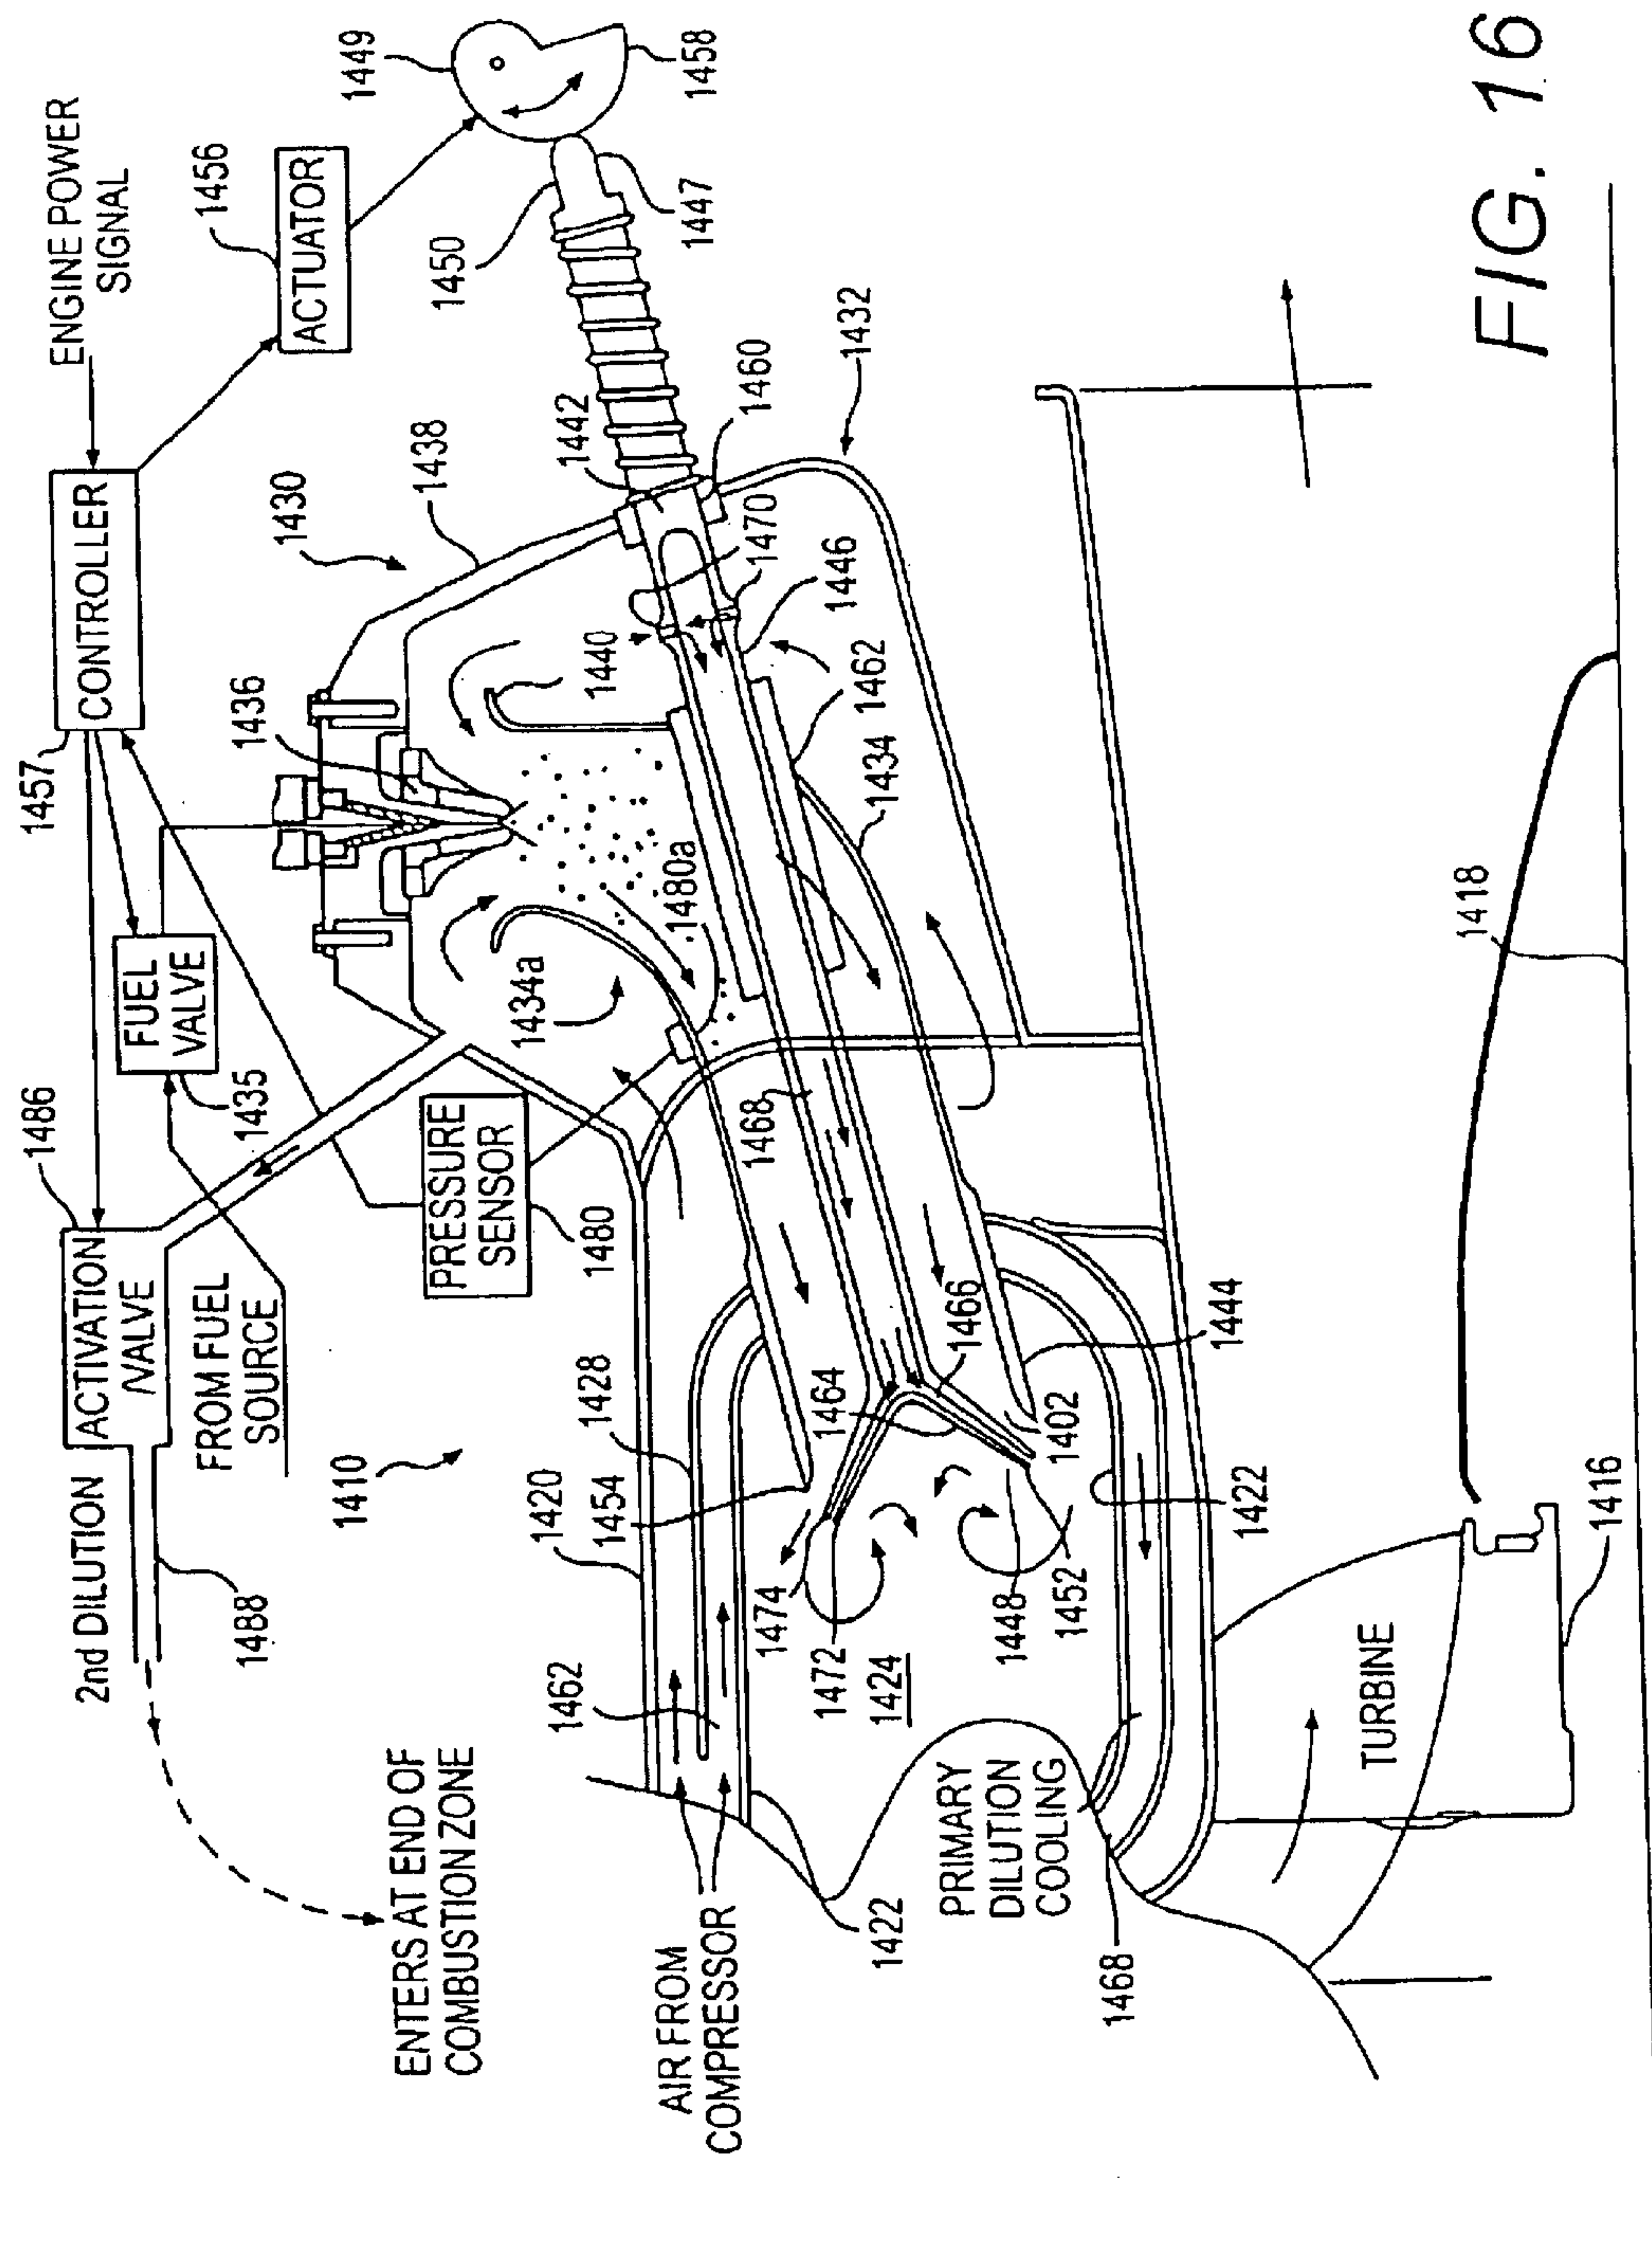 ENGINE POWER
SIGNAL
1457
CONTROLLER
1456
ACTUATOR
1449
1458
1450
1447
1486
ACTIVATION
VALVE
FUEL
VALVE
1435
FROM FUEL
SOURCE
2nd DILUTION
1488
ENTERS AT END OF
COMBUSTION ZONE
PRESSURE
SENSOR
1480
1436
1430
1438
1442
1460
1432
1470
1440
1446
1462
1434
1480a
1434a
1468
1410
1420
1454
1428
1464
1466
1402
1444
1462
1474
1472
1424
1448
1452
1422
AIR FROM
COMPRESSOR
1422
PRIMARY
DILUTION
COOLING
1468
TURBINE
1416
1418
FIG. 16